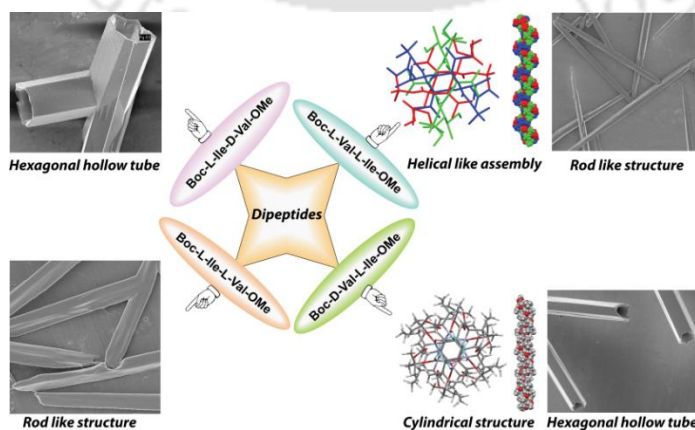 Hexagonal hollow tube
Boc-L-Ile-D-Val-OMe
Boc-L-Val-L-Ile-OMe
Helical like assembly
Rod like structure
Dipeptides
Boc-L-Ile-L-Val-OMe
Boc-D-Val-L-Ile-OMe
Rod like structure
Cylindrical structure
Hexagonal hollow tube